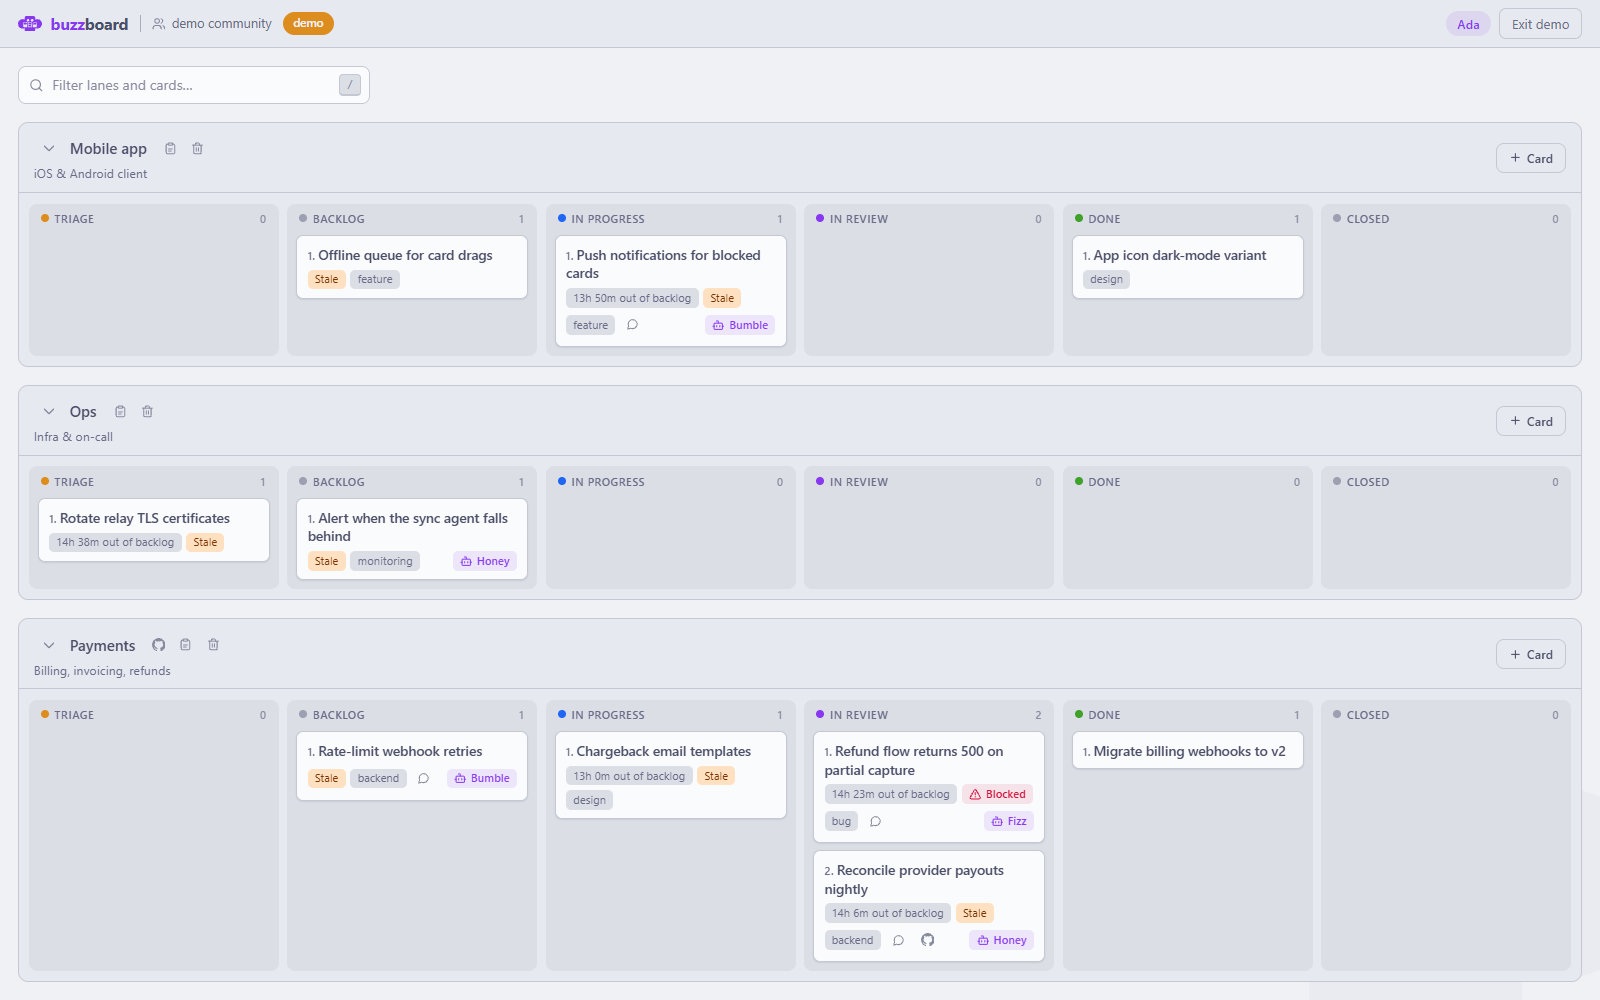 buzzboard demo community demo Ada Exit demo
Filter lanes and cards... /
Mobile app
iOS & Android client
+ Card
TRIAGE 0
BACKLOG 1
1. Offline queue for card drags
Stale feature
IN PROGRESS 1
1. Push notifications for blocked
cards
13h 50m out of backlog Stale
feature Bumble
IN REVIEW 0
DONE 1
1. App icon dark-mode variant
design
CLOSED 0
Ops
Infra & on-call
+ Card
TRIAGE 1
1. Rotate relay TLS certificates
14h 38m out of backlog Stale
BACKLOG 1
1. Alert when the sync agent falls
behind
Stale monitoring Honey
IN PROGRESS 0
IN REVIEW 0
DONE 0
CLOSED 0
Payments
Billing, invoicing, refunds
+ Card
TRIAGE 0
BACKLOG 1
1. Rate-limit webhook retries
Stale backend Bumble
IN PROGRESS 1
1. Chargeback email templates
13h 0m out of backlog Stale
design
IN REVIEW 2
1. Refund flow returns 500 on
partial capture
14h 23m out of backlog Blocked
bug Fizz
2. Reconcile provider payouts
nightly
14h 6m out of backlog Stale
backend Honey
DONE 1
1. Migrate billing webhooks to v2
CLOSED 0